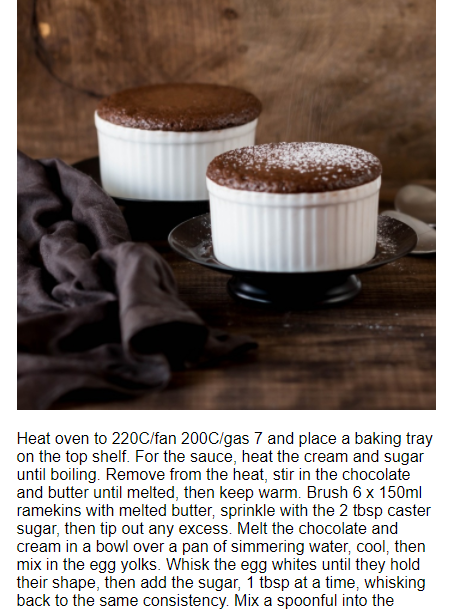 Heat oven to 220C/fan 200C/gas 7 and place a baking tray
on the top shelf. For the sauce, heat the cream and sugar
until boiling. Remove from the heat, stir in the chocolate
and butter until melted, then keep warm. Brush 6 x 150ml
ramekins with melted butter, sprinkle with the 2 tbsp caster
sugar, then tip out any excess. Melt the chocolate and
cream in a bowl over a pan of simmering water, cool, then
mix in the egg yolks. Whisk the egg whites until they hold
their shape, then add the sugar, 1 tbsp at a time, whisking
back to the same consistency. Mix a spoonful into the